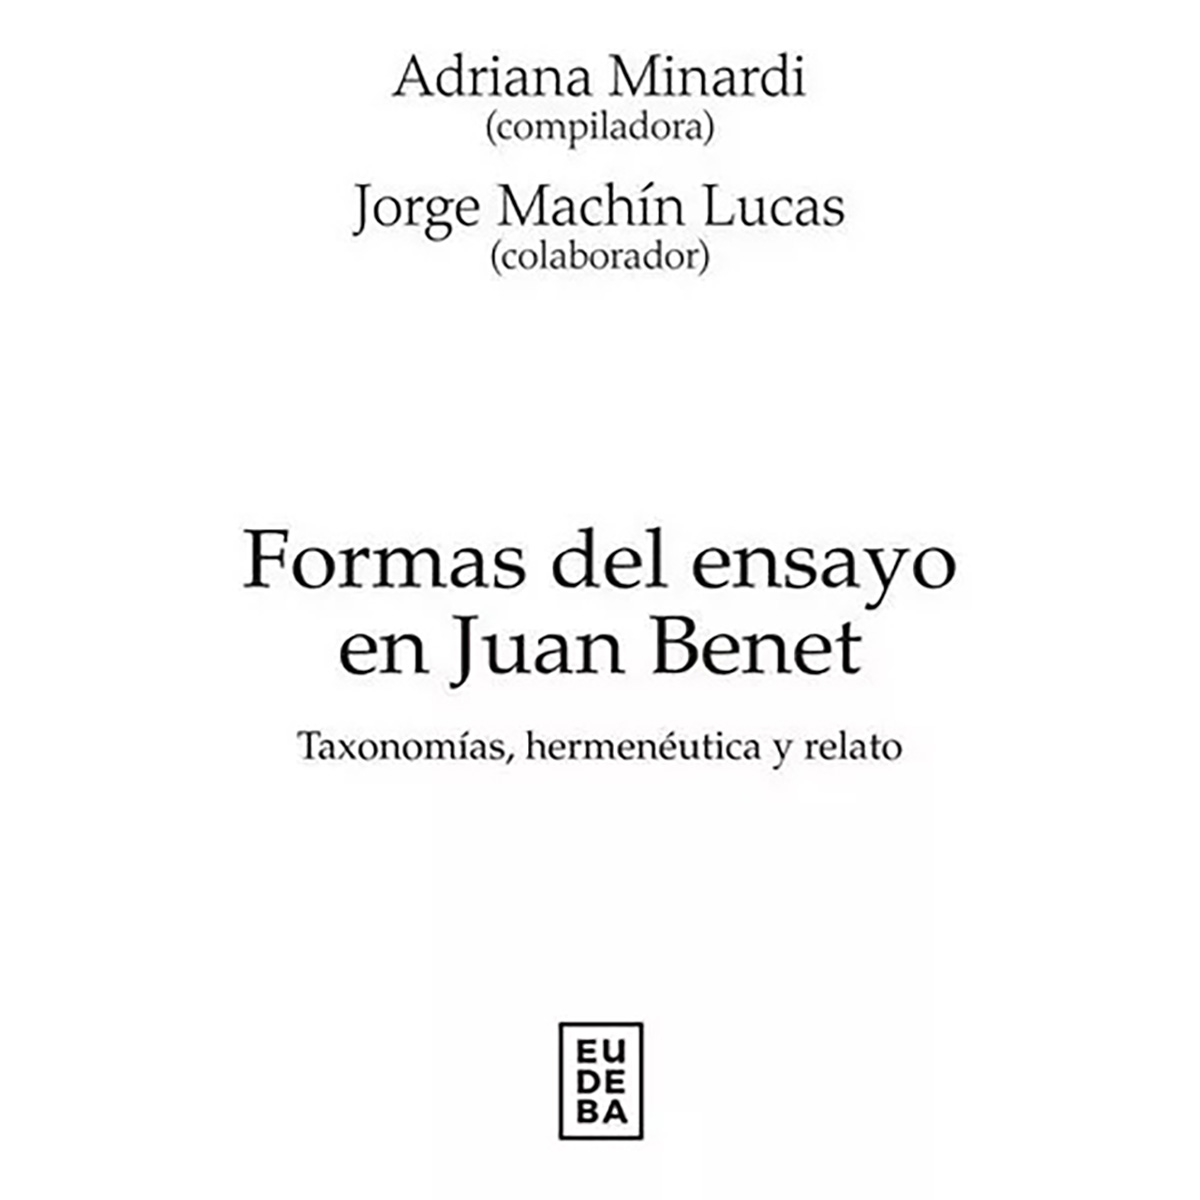 Adriana Minardi
(compiladora)
Jorge Machín Lucas
(colaborador)
Formas del ensayo
en Juan Benet
Taxonomías, hermenéutica y relato
EU
DE
BA